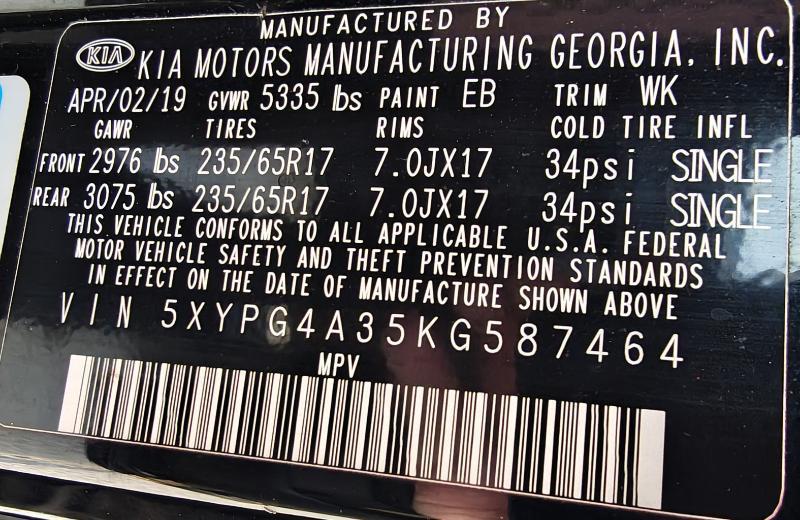 MANUFACTURED BY
KIA KIA MOTORS MANUFACTURING GEORGIA, INC.
APR/02/19 GVWR 5335 lbs PAINT EB TRIM WK
GAWR TIRES RIMS COLD TIRE INFL
FRONT 2976 lbs 235/65R17 7.0JX17 34psi SINGLE
REAR 3075 lbs 235/65R17 7.0JX17 34psi SINGLE
THIS VEHICLE CONFORMS TO ALL APPLICABLE U.S.A. FEDERAL
MOTOR VEHICLE SAFETY AND THEFT PREVENTION STANDARDS
IN EFFECT ON THE DATE OF MANUFACTURE SHOWN ABOVE
VIN 5XYPG4A35KG587464
MPV